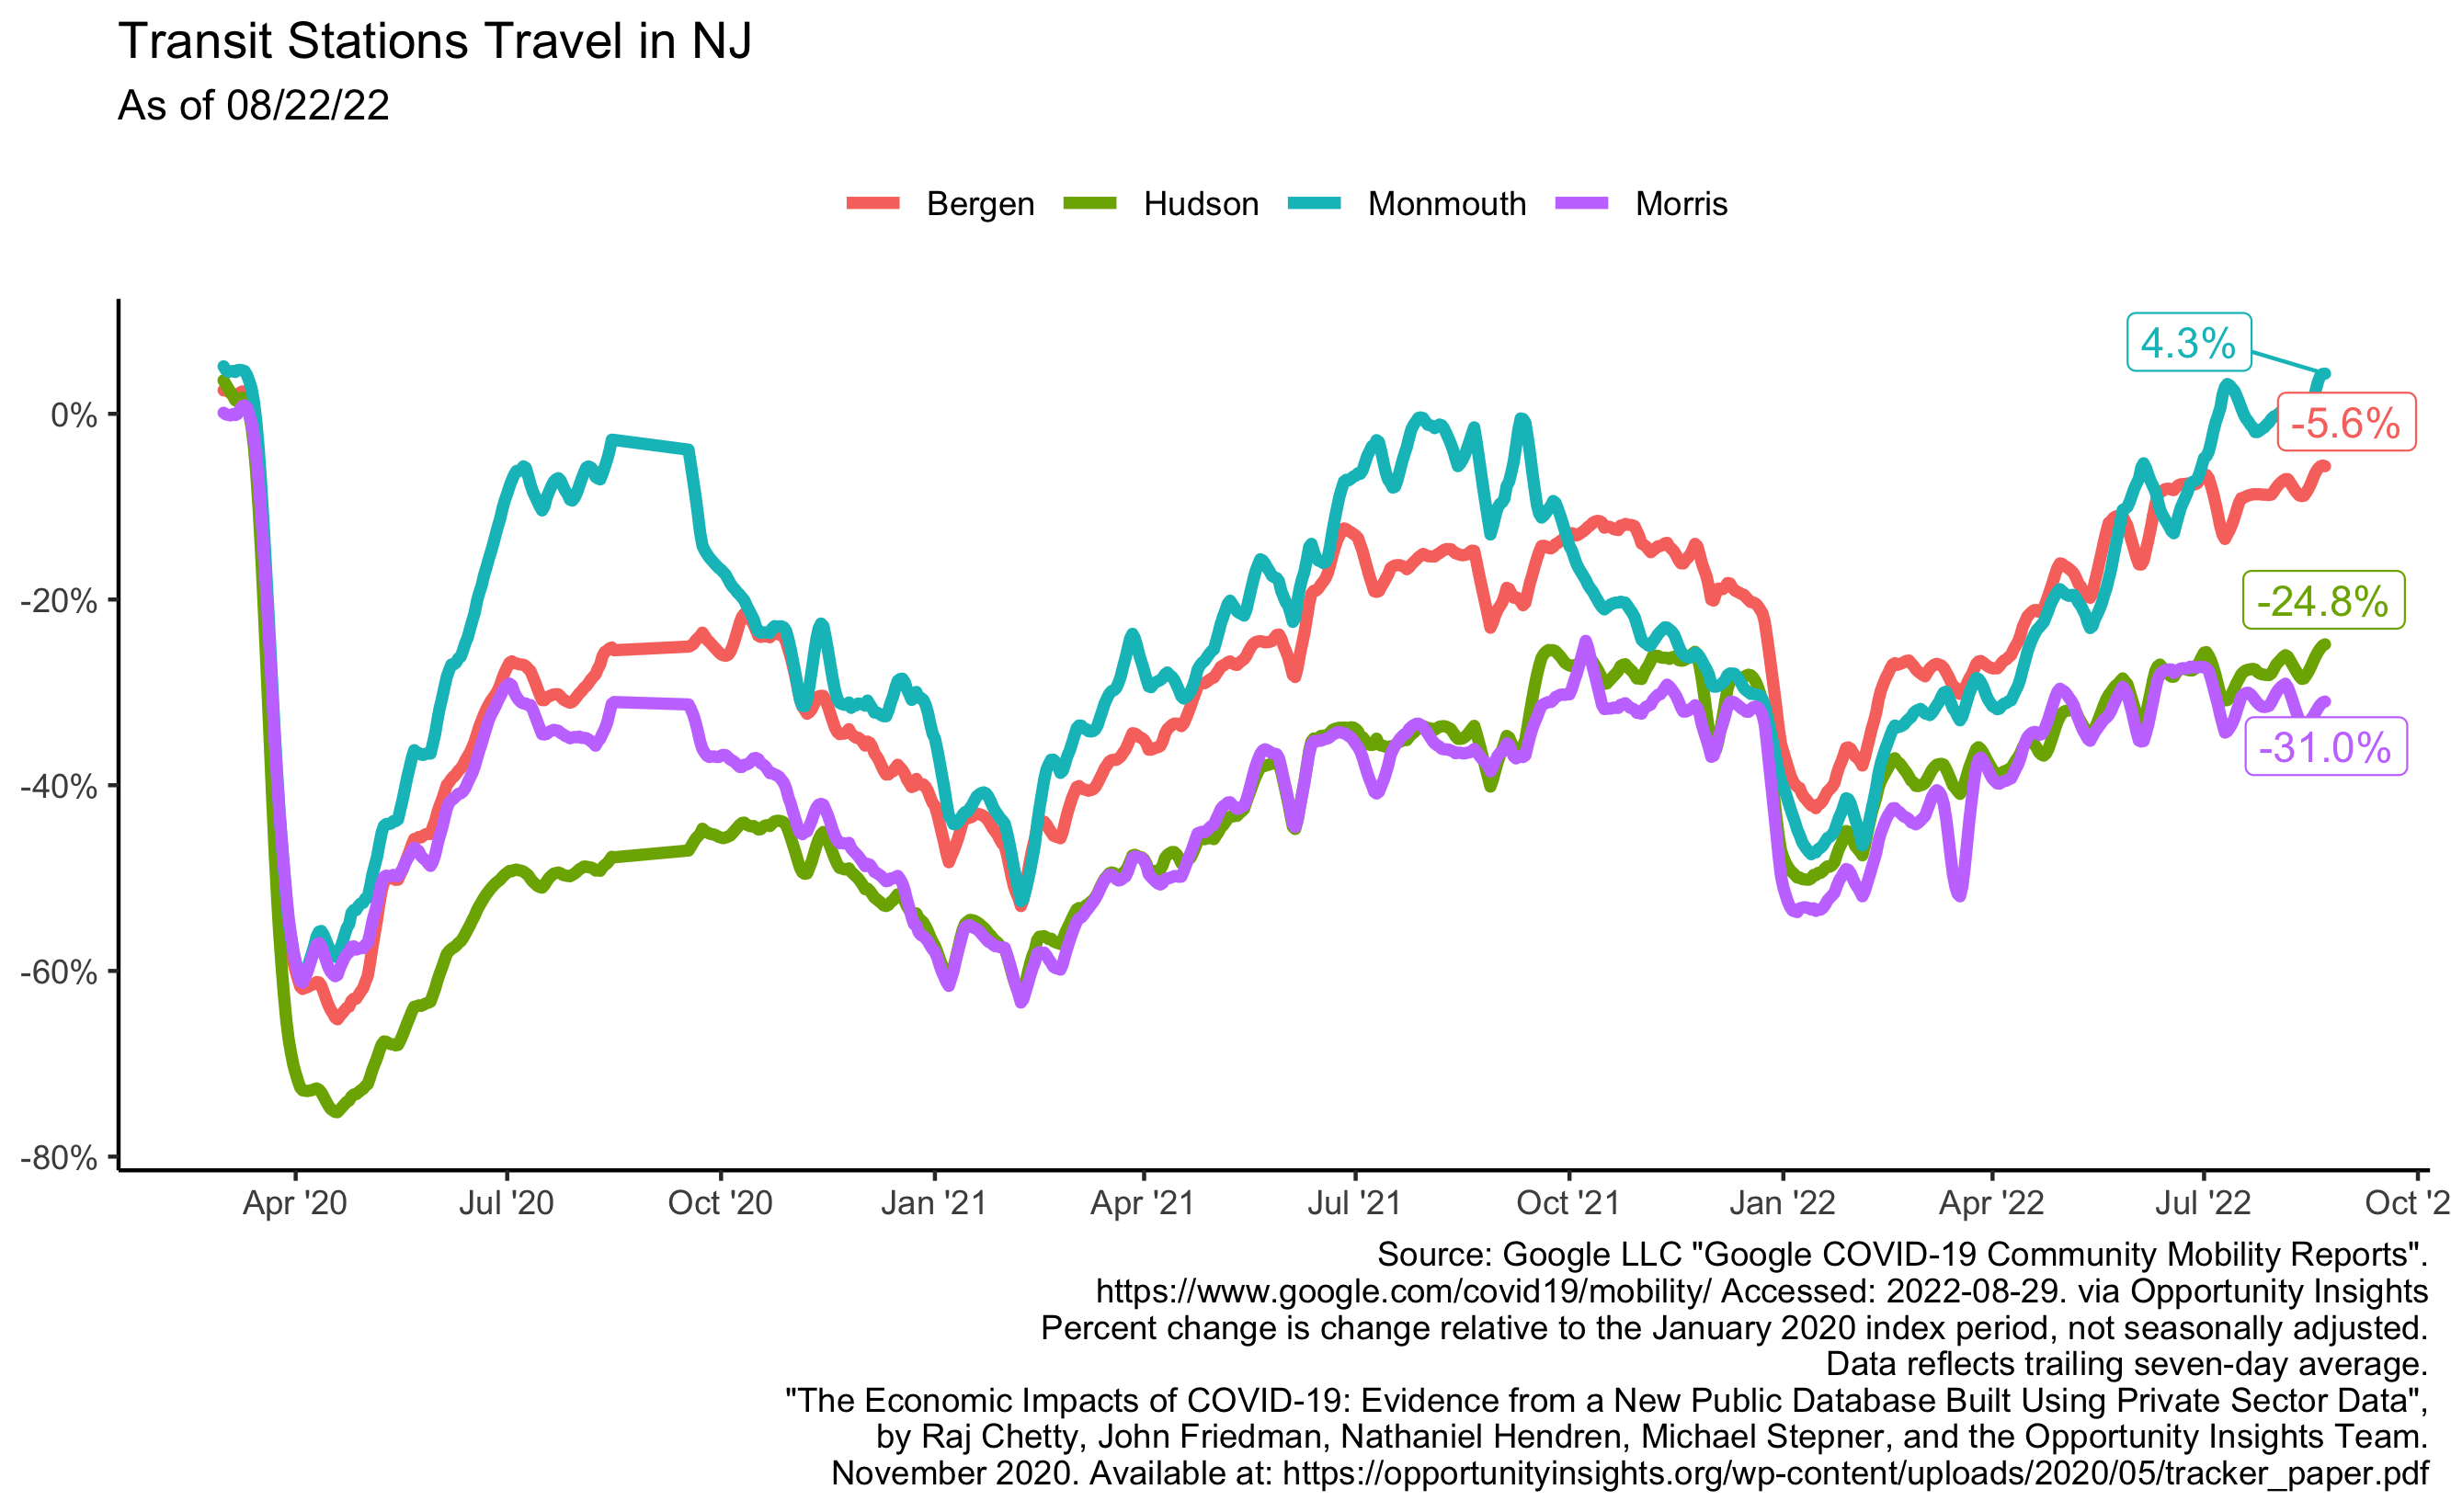 Transit Stations Travel in NJ
As of 08/22/22
Bergen Hudson Monmouth Morris
4.3%
0%
-5.6%
-20%
-24.8%
-31.0%
-40%
-60%
-80%
Apr '20 Jul '20 Oct '20 Jan '21 Apr '21 Jul '21 Oct '21 Jan '22 Apr '22 Jul '22 Oct '2
Source: Google LLC "Google COVID-19 Community Mobility Reports".
https://www.google.com/covid19/mobility/ Accessed: 2022-08-29. via Opportunity Insights
Percent change is change relative to the January 2020 index period, not seasonally adjusted.
Data reflects trailing seven-day average.
"The Economic Impacts of COVID-19: Evidence from a New Public Database Built Using Private Sector Data",
by Raj Chetty, John Friedman, Nathaniel Hendren, Michael Stepner, and the Opportunity Insights Team.
November 2020. Available at: https://opportunityinsights.org/wp-content/uploads/2020/05/tracker_paper.pdf